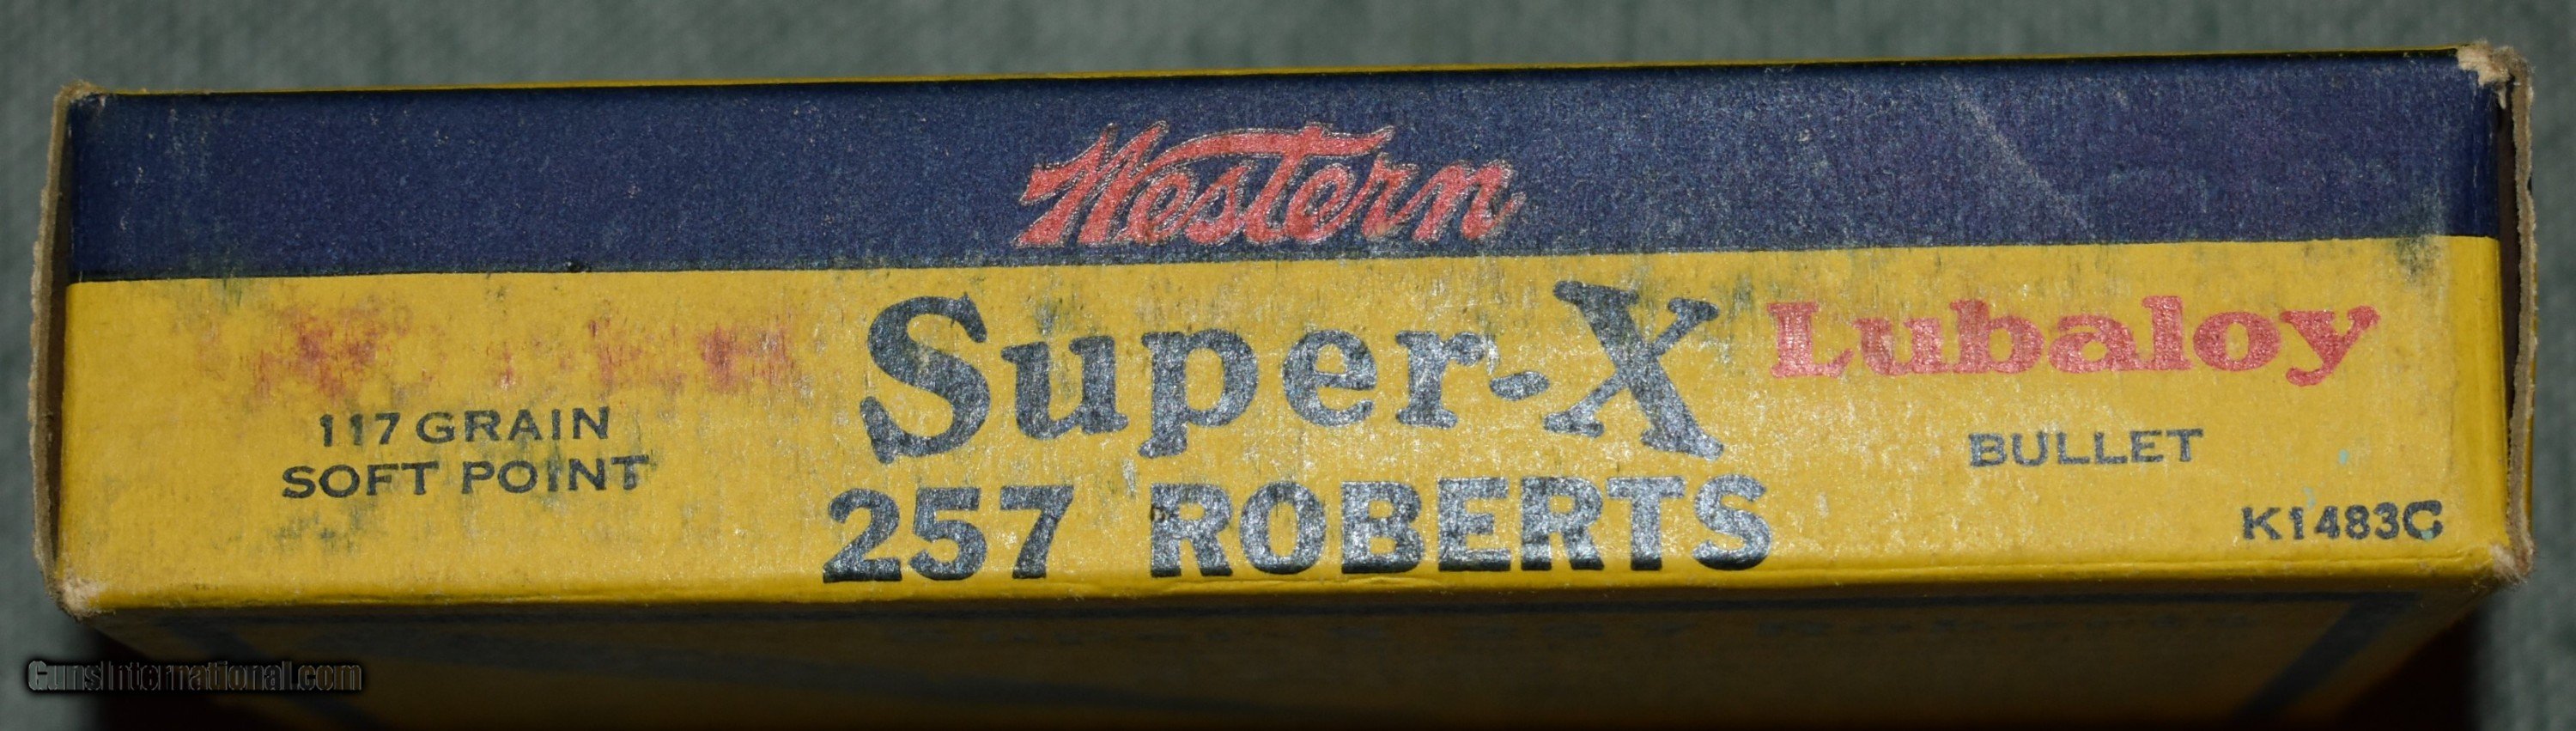 Western
Super-X
Lubaloy
117 GRAIN
SOFT POINT
BULLET
257 ROBERTS
K1483C
GunsInternational.com